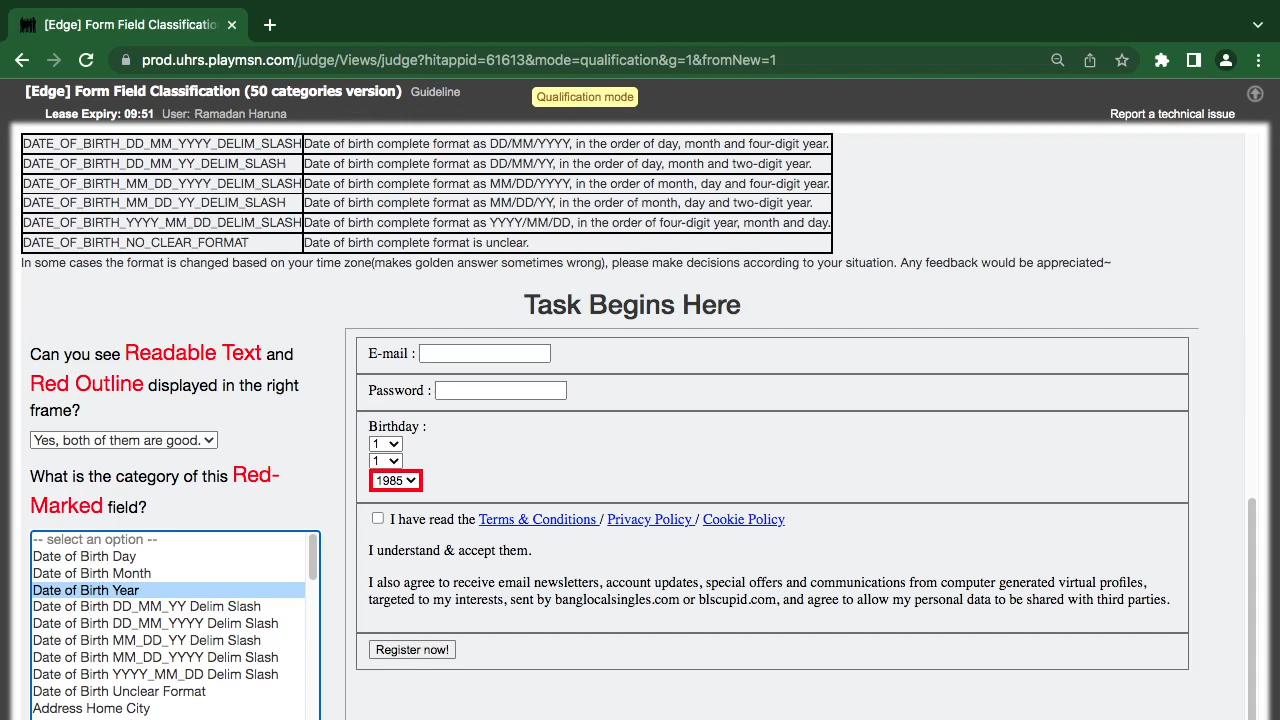 [Edge] Form Field Classificatio
prod.uhrs.playmsn.com/judge/Views/judge?hitappid=61613&mode=qualification&g=1&fromNew=1
[Edge] Form Field Classification (50 categories version) Guideline
Qualification mode
Lease Expiry: 09:51 User: Ramadan Haruna
Report a technical issue
DATE_OF_BIRTH_DD_MM_YYYY_DELIM_SLASH Date of birth complete format as DD/MM/YYYY, in the order of day, month and four-digit year.
DATE_OF_BIRTH_DD_MM_YY_DELIM_SLASH Date of birth complete format as DD/MM/YY, in the order of day, month and two-digit year.
DATE_OF_BIRTH_MM_DD_YYYY_DELIM_SLASH Date of birth complete format as MM/DD/YYYY, in the order of month, day and four-digit year.
DATE_OF_BIRTH_MM_DD_YY_DELIM_SLASH Date of birth complete format as MM/DD/YY, in the order of month, day and two-digit year.
DATE_OF_BIRTH_YYYY_MM_DD_DELIM_SLASH Date of birth complete format as YYYY/MM/DD, in the order of four-digit year, month and day.
DATE_OF_BIRTH_NO_CLEAR_FORMAT Date of birth complete format is unclear.
In some cases the format is changed based on your time zone(makes golden answer sometimes wrong), please make decisions according to your situation. Any feedback would be appreciated~
Task Begins Here
Can you see Readable Text and
Red Outline displayed in the right
frame?
Yes, both of them are good.
What is the category of this Red-
Marked field?
-- select an option --
Date of Birth Day
Date of Birth Month
Date of Birth Year
Date of Birth DD_MM_YY Delim Slash
Date of Birth DD_MM_YYYY Delim Slash
Date of Birth MM_DD_YY Delim Slash
Date of Birth MM_DD_YYYY Delim Slash
Date of Birth YYYY_MM_DD Delim Slash
Date of Birth Unclear Format
Address Home City
E-mail :
Password :
Birthday :
1
1
1985
I have read the Terms & Conditions / Privacy Policy / Cookie Policy
I understand & accept them.
I also agree to receive email newsletters, account updates, special offers and communications from computer generated virtual profiles,
targeted to my interests, sent by banglocalsingles.com or blscupid.com, and agree to allow my personal data to be shared with third parties.
Register now!